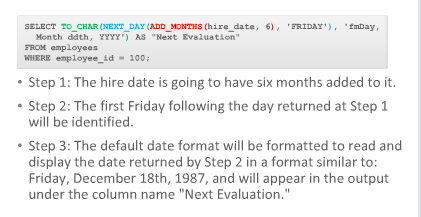 SELECT TO_CHAR(NEXT_DAY(ADD_MONTHS(hire_date, 6), 'FRIDAY'), 'fmDay,
Month ddth, YYYY') AS "Next Evaluation"
FROM employees
WHERE employee_id = 100;
• Step 1: The hire date is going to have six months added to it.
• Step 2: The first Friday following the day returned at Step 1
will be identified.
• Step 3: The default date format will be formatted to read and
display the date returned by Step 2 in a format similar to:
Friday, December 18th, 1987, and will appear in the output
under the column name "Next Evaluation."